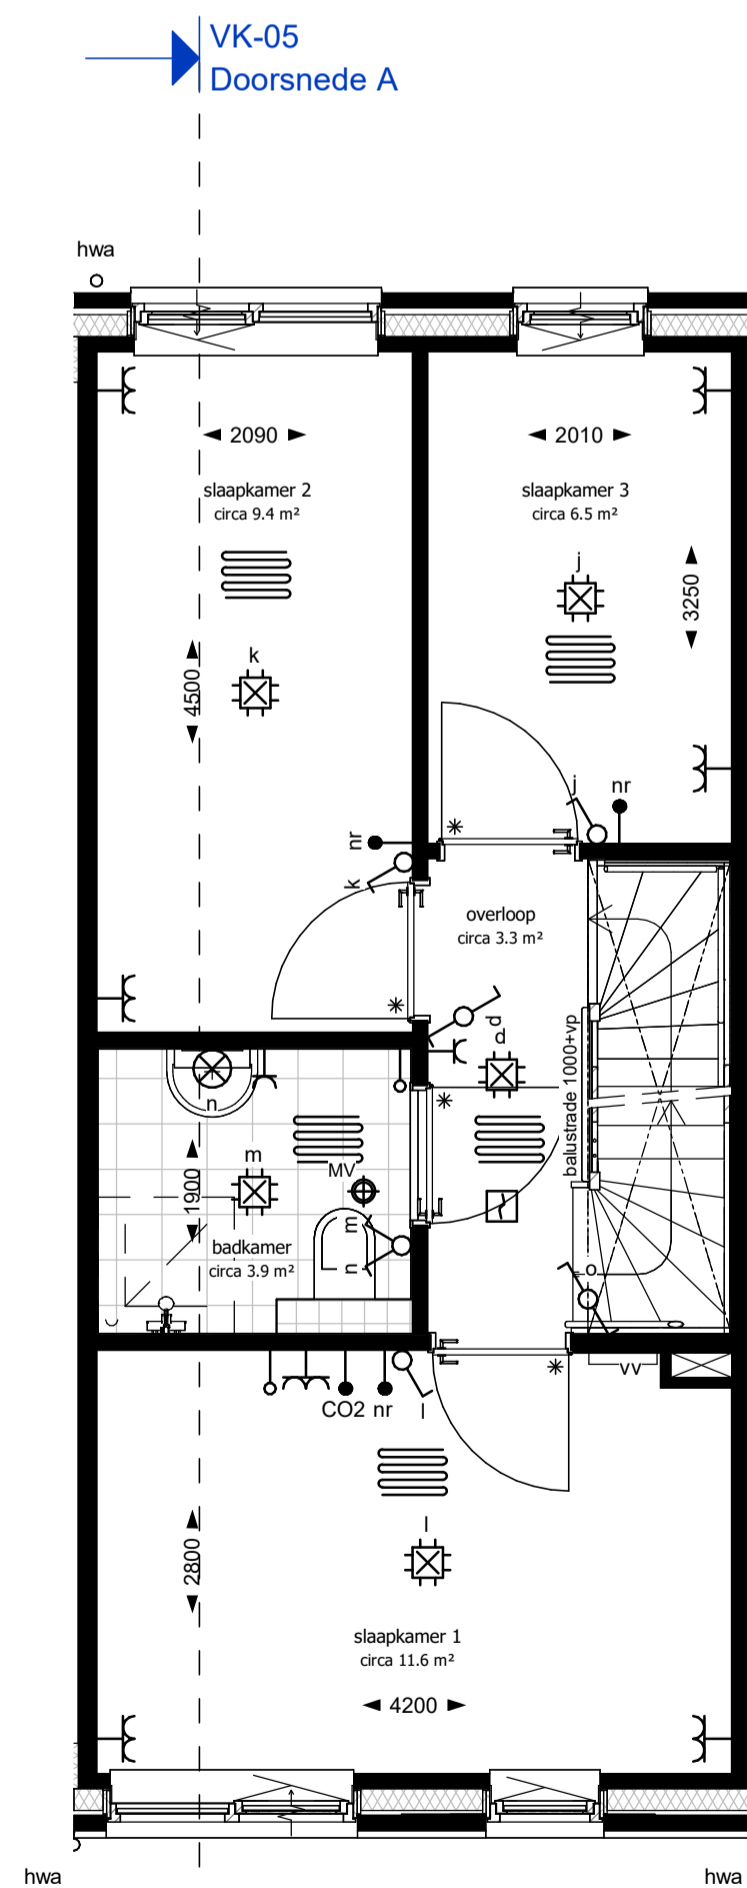 VK-05
Doorsnede A
hwa
2090
2010
slaapkamer 2
circa 9.4 m²
slaapkamer 3
circa 6.5 m²
j
3250
k
4500
j
nr
nr
k
overloop
circa 3.3 m²
d
d
balustrade 1000+vp
n
m
MV
1900
m
n
badkamer
circa 3.9 m²
o
vv
CO2 nr
l
l
2800
slaapkamer 1
circa 11.6 m²
4200
hwa
hwa